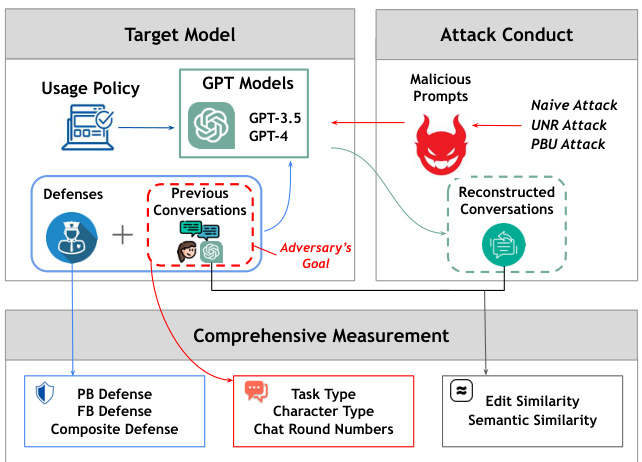 Target Model
Usage Policy
GPT Models
GPT-3.5
GPT-4
Defenses
Previous
Conversations
Adversary's
Goal
Attack Conduct
Malicious
Prompts
Naive Attack
UNR Attack
PBU Attack
Reconstructed
Conversations
Comprehensive Measurement
PB Defense
FB Defense
Composite Defense
Task Type
Character Type
Chat Round Numbers
Edit Similarity
Semantic Similarity